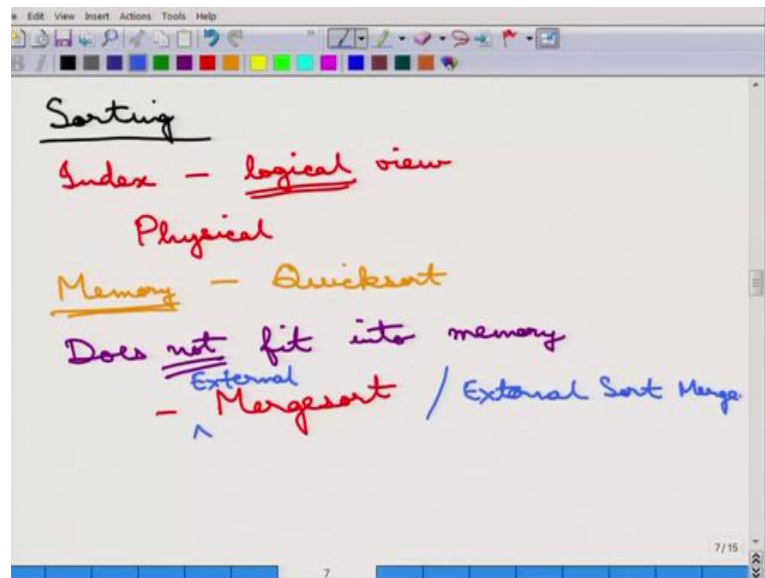 Edit View Insert Actions Tools Help
Sorting
Index - logical view
Physical
Memory - Quicksort
Does not fit into memory
External
- Mergesort / External Sort Merge
7/15
7